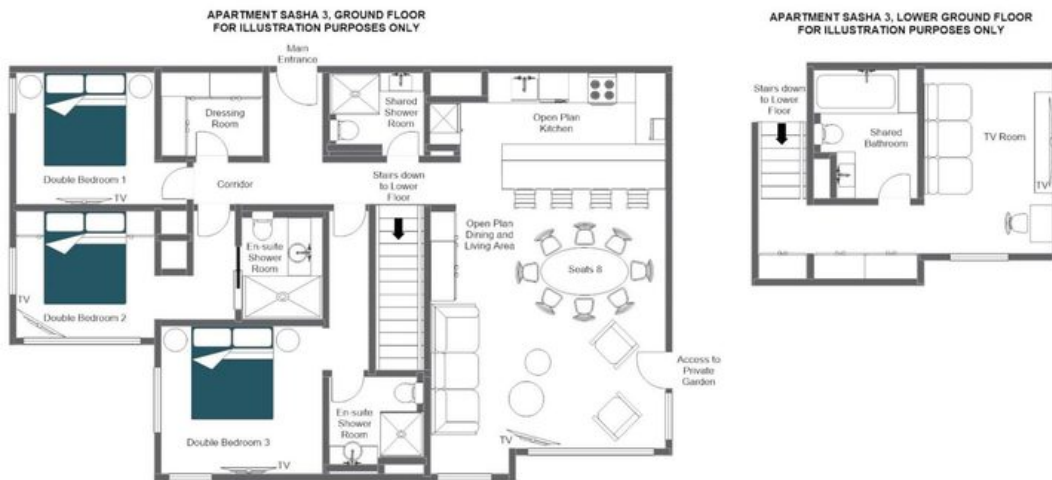 APARTMENT SASHA 3, GROUND FLOOR
FOR ILLUSTRATION PURPOSES ONLY
Main
Entrance
Dressing
Room
Shared
Shower
Room
Open Plan
Kitchen
Double Bedroom 1
TV
Corridor
Stairs down
to Lower
Floor
Open Plan
Dining and
Living Area
En-suite
Shower
Room
Seats 8
TV
Double Bedroom 2
Access to
Private
Garden
Double Bedroom 3
TV
En-suite
Shower
Room
TV
APARTMENT SASHA 3, LOWER GROUND FLOOR
FOR ILLUSTRATION PURPOSES ONLY
Stairs down
to Lower
Floor
Shared
Bathroom
TV Room
TV